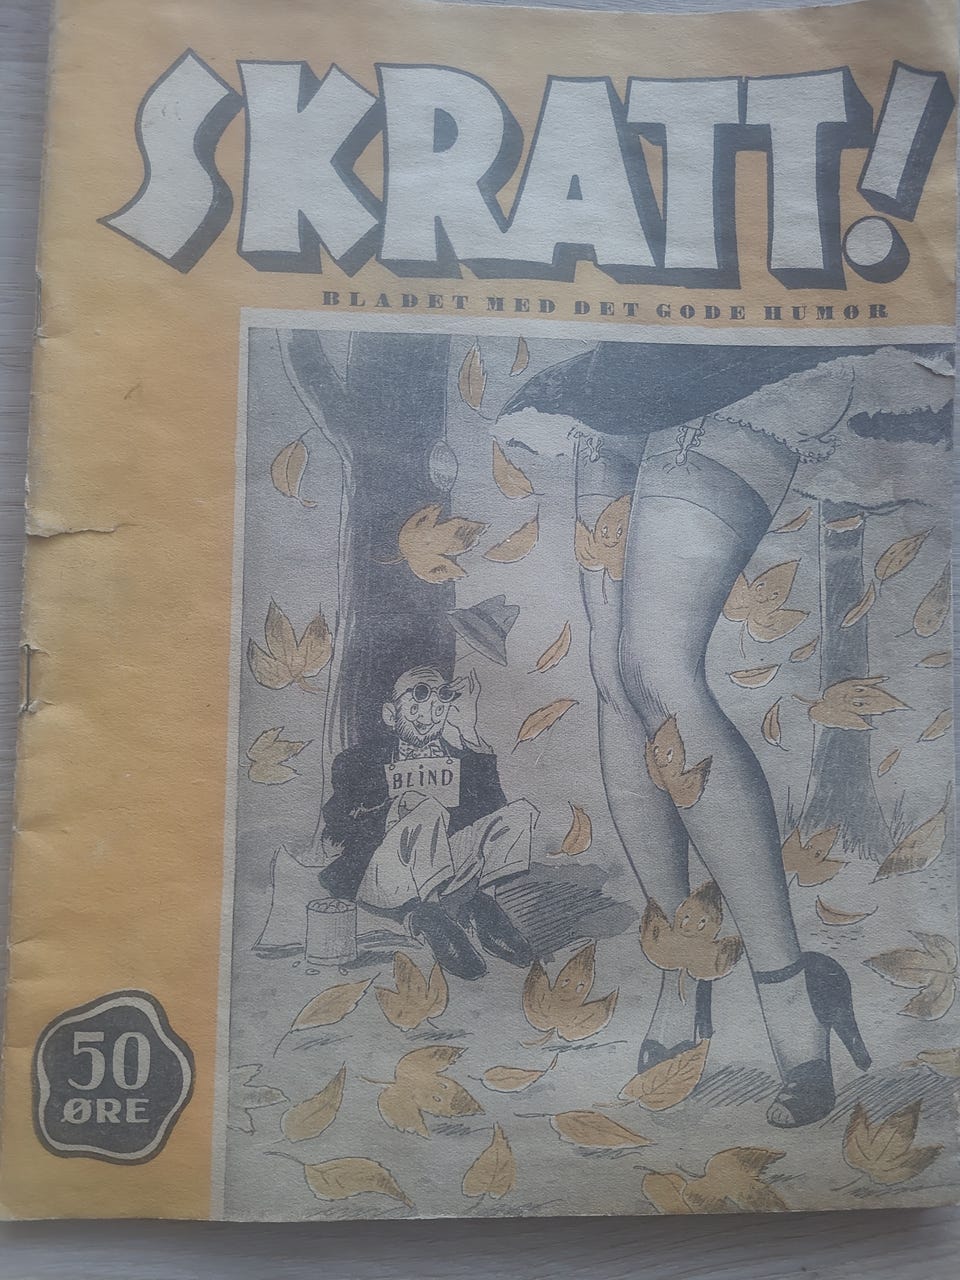 SKRATT!
BLADET MED DET GODE HUMØR
BLIND
50
ØRE